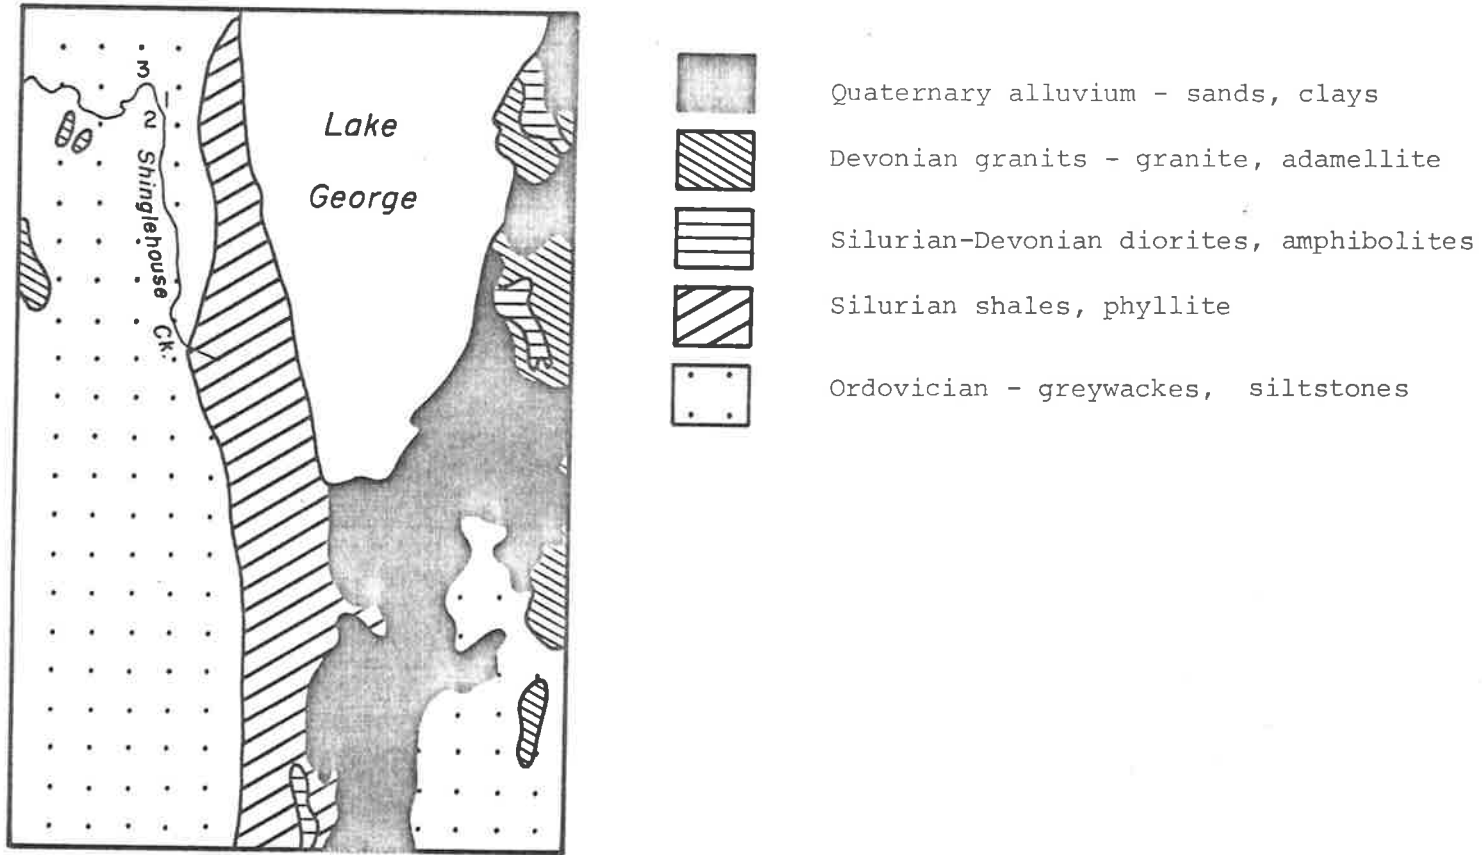 3
2
Shinglehouse Ck.
Lake
George
Quaternary alluvium - sands, clays
Devonian granits - granite, adamellite
Silurian-Devonian diorites, amphibolites
Silurian shales, phyllite
Ordovician - greywackes, siltstones